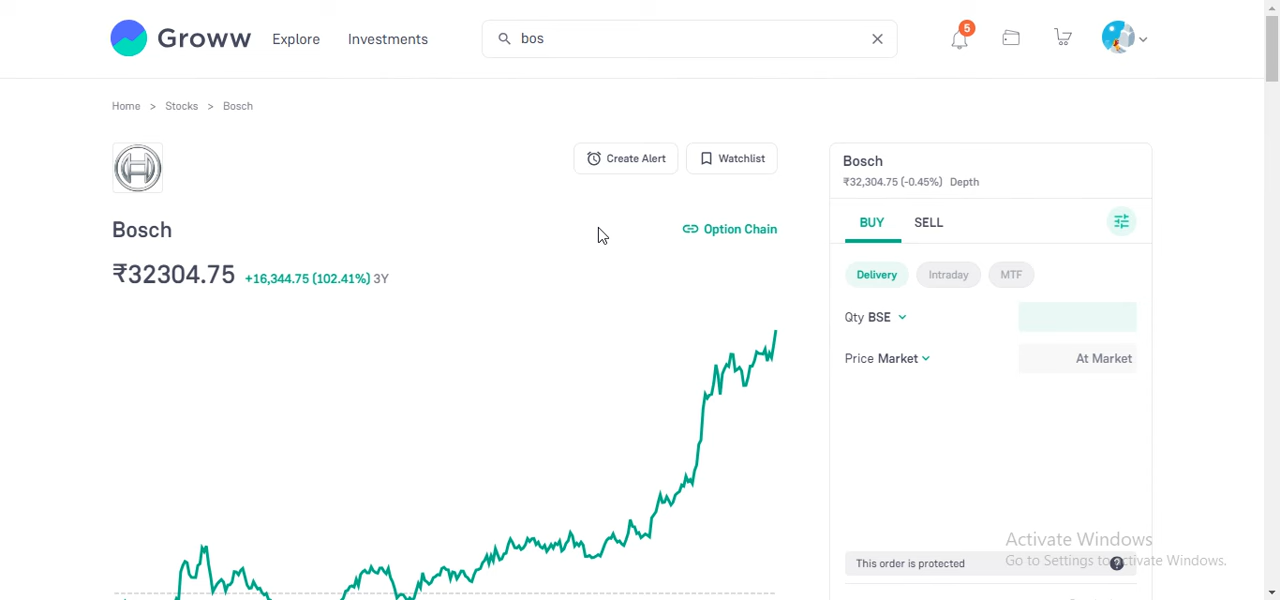 Groww Explore Investments bos 5
Home > Stocks > Bosch
Create Alert Watchlist
Bosch
Option Chain
₹32304.75 +16,344.75 (102.41%) 3Y
Bosch
₹32,304.75 (-0.45%) Depth
BUY SELL
Delivery Intraday MTF
Qty BSE
Price Market At Market
This order is protected ?
Activate Windows
Go to Settings to activate Windows.